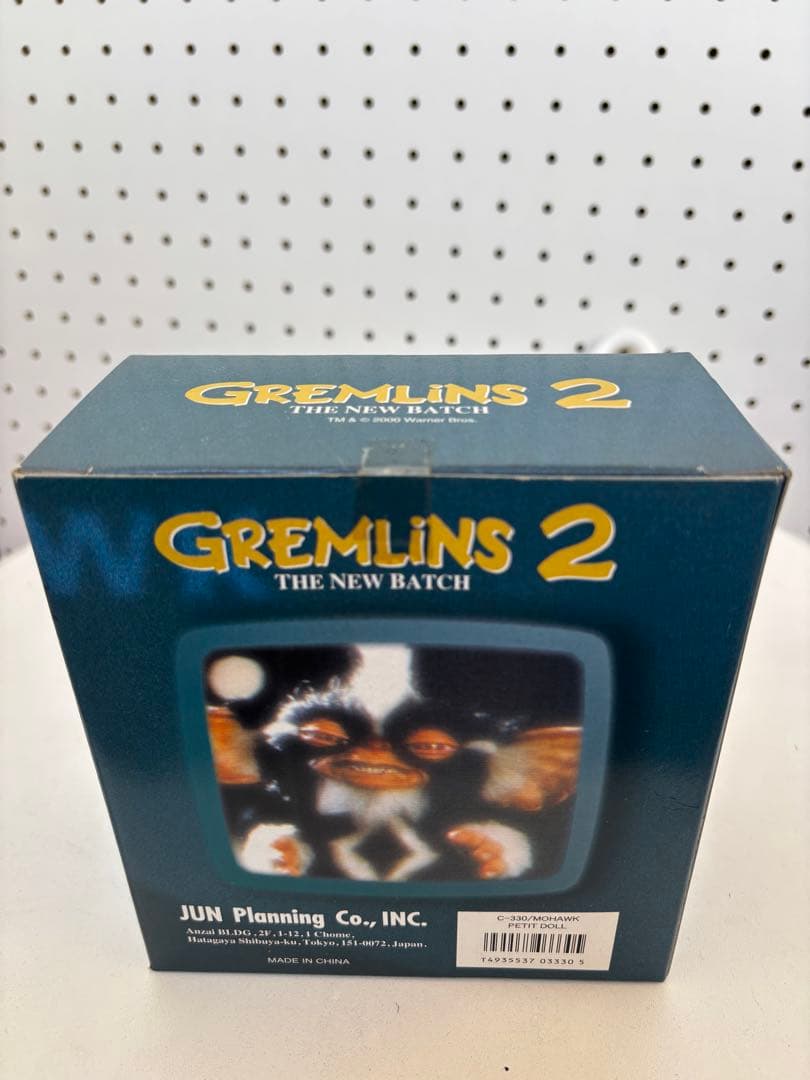 GREMLiNS 2
THE NEW BATCH
TM & © 2000 Warner Bros.
GREMLiNS 2
THE NEW BATCH
JUN Planning Co., INC.
Anzai BLDG , 2F, 1-12, 1 Chome,
Hatagaya Shibuya-ku, Tokyo, 151-0072, Japan.
MADE IN CHINA
C-330/MOHAWK
PETIT DOLL
T4935537 03330 5